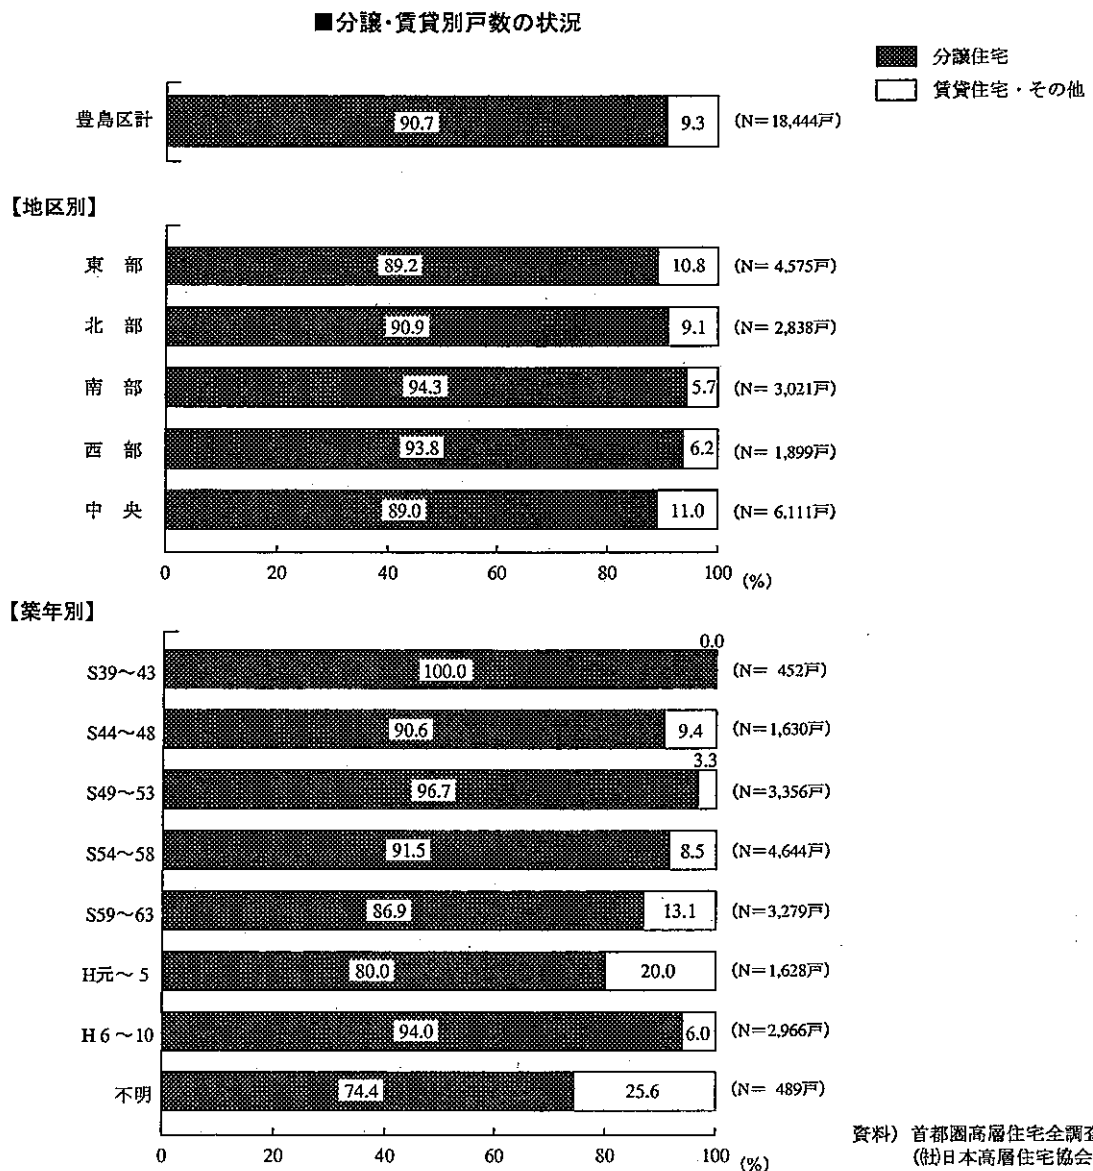 ■分譲・賃貸別戸数の状況
分譲住宅
賃貸住宅・その他
豊島区計 90.7 9.3 (N=18,444戸)
【地区別】
東 部 89.2 10.8 (N= 4,575戸)
北 部 90.9 9.1 (N= 2,838戸)
南 部 94.3 5.7 (N= 3,021戸)
西 部 93.8 6.2 (N= 1,899戸)
中 央 89.0 11.0 (N= 6,111戸)
0 20 40 60 80 100 (%)
【築年別】
0.0
S39～43 100.0 (N= 452戸)
S44～48 90.6 9.4 (N=1,630戸)
3.3
S49～53 96.7 (N=3,356戸)
S54～58 91.5 8.5 (N=4,644戸)
S59～63 86.9 13.1 (N=3,279戸)
H元～5 80.0 20.0 (N=1,628戸)
H6～10 94.0 6.0 (N=2,966戸)
不明 74.4 25.6 (N= 489戸)
0 20 40 60 80 100 (%)
資料) 首都圏高層住宅全調査
(㈳日本高層住宅協会